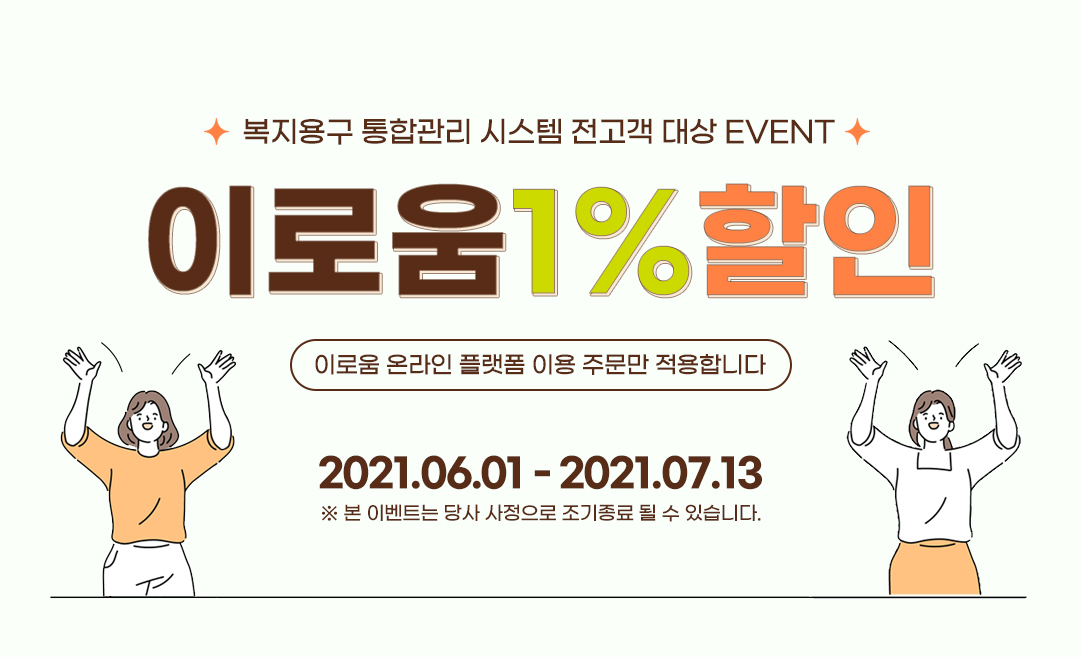 복지용구 통합관리 시스템 전고객 대상 EVENT
이로움1%할인
이로움 온라인 플랫폼 이용 주문만 적용합니다
2021.06.01 - 2021.07.13
※ 본 이벤트는 당사 사정으로 조기종료 될 수 있습니다.